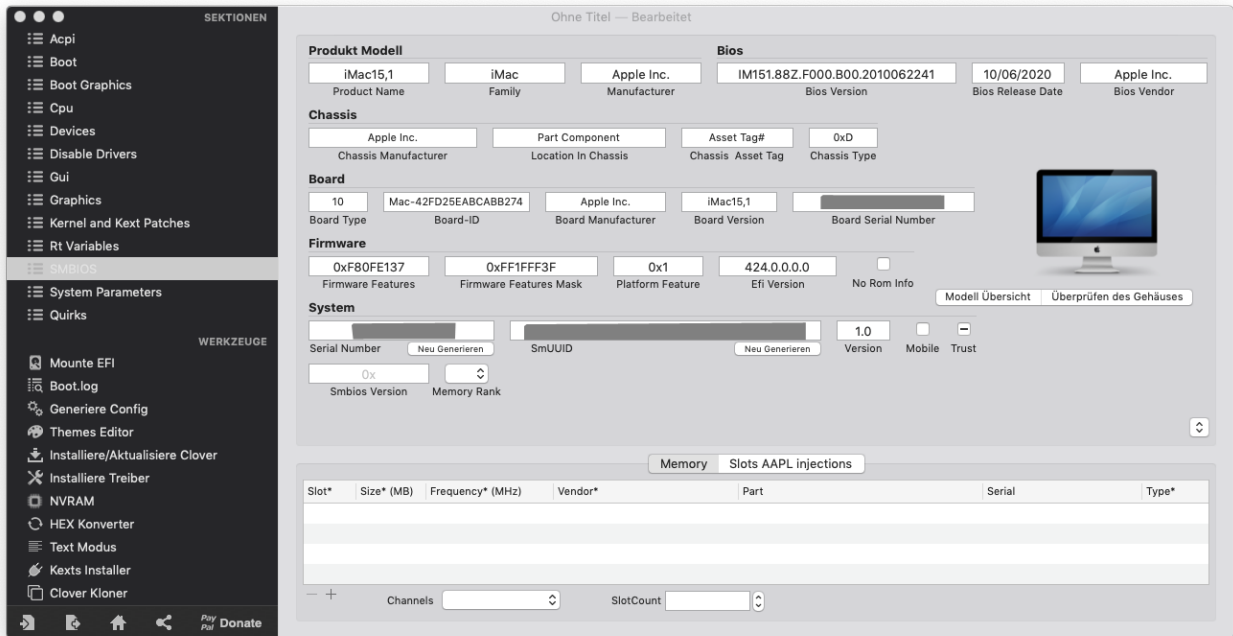 Ohne Titel — Bearbeitet
SEKTIONEN
Acpi
Boot
Boot Graphics
Cpu
Devices
Disable Drivers
Gui
Graphics
Kernel and Kext Patches
Rt Variables
SMBIOS
System Parameters
Quirks
WERKZEUGE
Mounte EFI
Boot.log
Generiere Config
Themes Editor
Installiere/Aktualisiere Clover
Installiere Treiber
NVRAM
HEX Konverter
Text Modus
Kexts Installer
Clover Kloner
Pay Pal Donate
Produkt Modell Bios
iMac15,1 iMac Apple Inc. IM151.88Z.F000.B00.2010062241 10/06/2020 Apple Inc.
Product Name Family Manufacturer Bios Version Bios Release Date Bios Vendor
Chassis
Apple Inc. Part Component Asset Tag# 0xD
Chassis Manufacturer Location In Chassis Chassis Asset Tag Chassis Type
Board
10 Mac-42FD25EABCABB274 Apple Inc. iMac15,1
Board Type Board-ID Board Manufacturer Board Version Board Serial Number
Firmware
0xF80FE137 0xFF1FFF3F 0x1 424.0.0.0.0
Firmware Features Firmware Features Mask Platform Feature Efi Version No Rom Info
Modell Übersicht Überprüfen des Gehäuses
System
1.0
Serial Number Neu Generieren SmUUID Neu Generieren Version Mobile Trust
0x
Smbios Version Memory Rank
Memory Slots AAPL injections
Slot* Size* (MB) Frequency* (MHz) Vendor* Part Serial Type*
Channels SlotCount